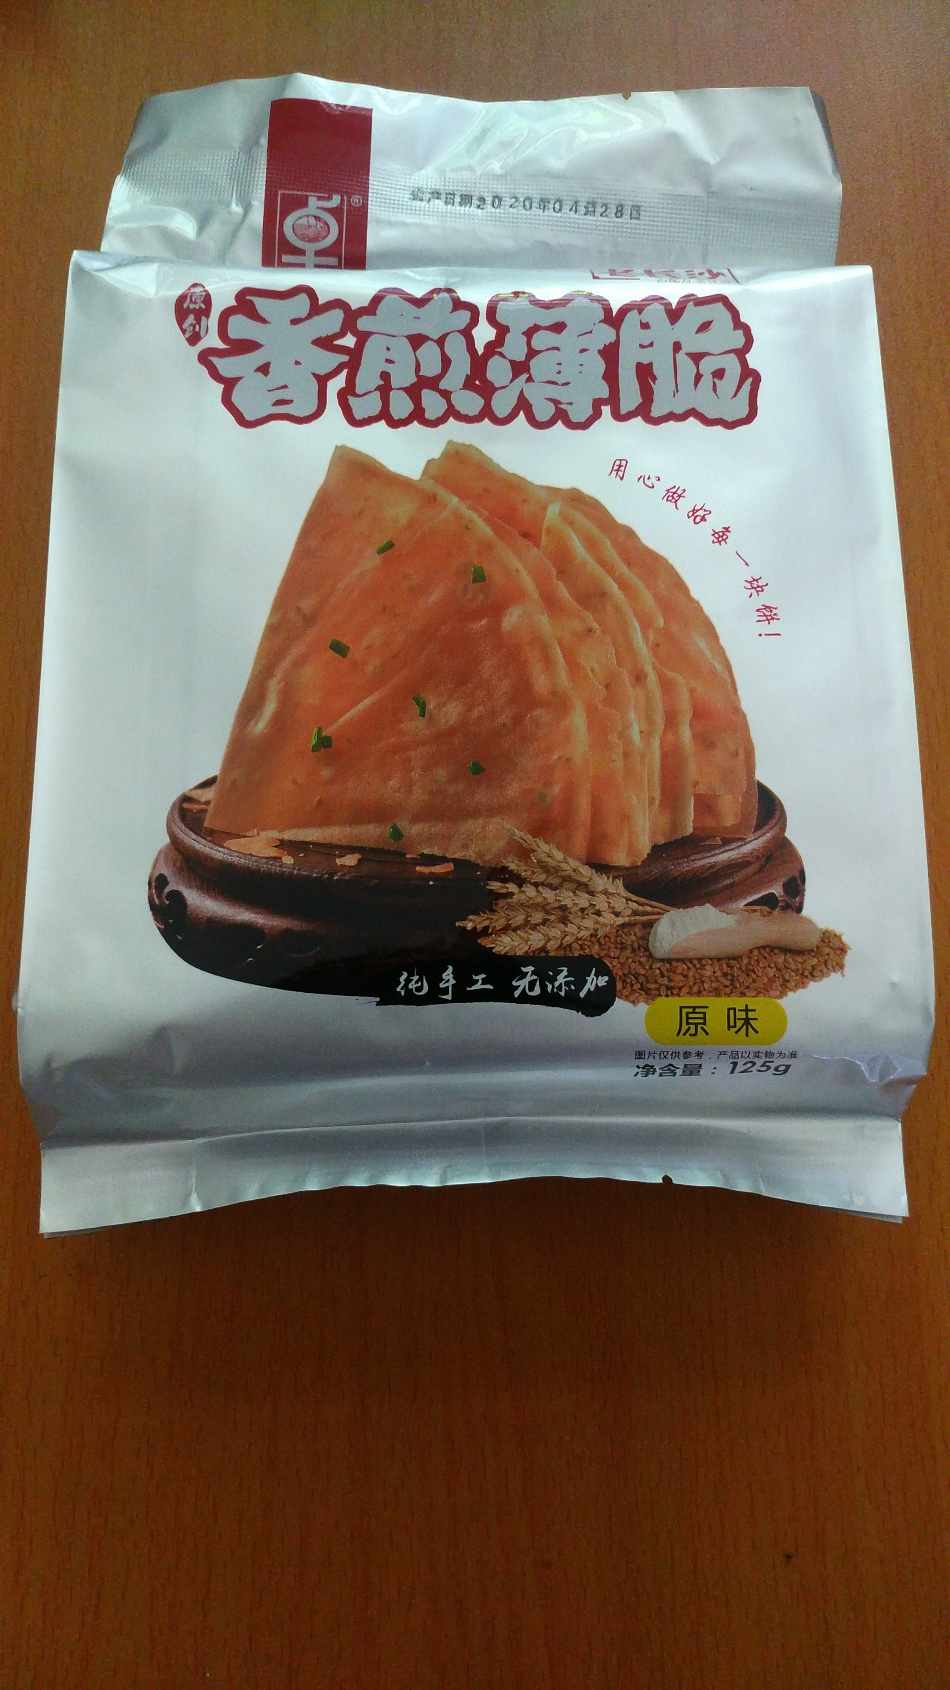 生产日期2020年04月28日
原创
香煎薄脆
用心做好每一块饼！
纯手工 无添加
原味
图片仅供参考，产品以实物为准
净含量：125g